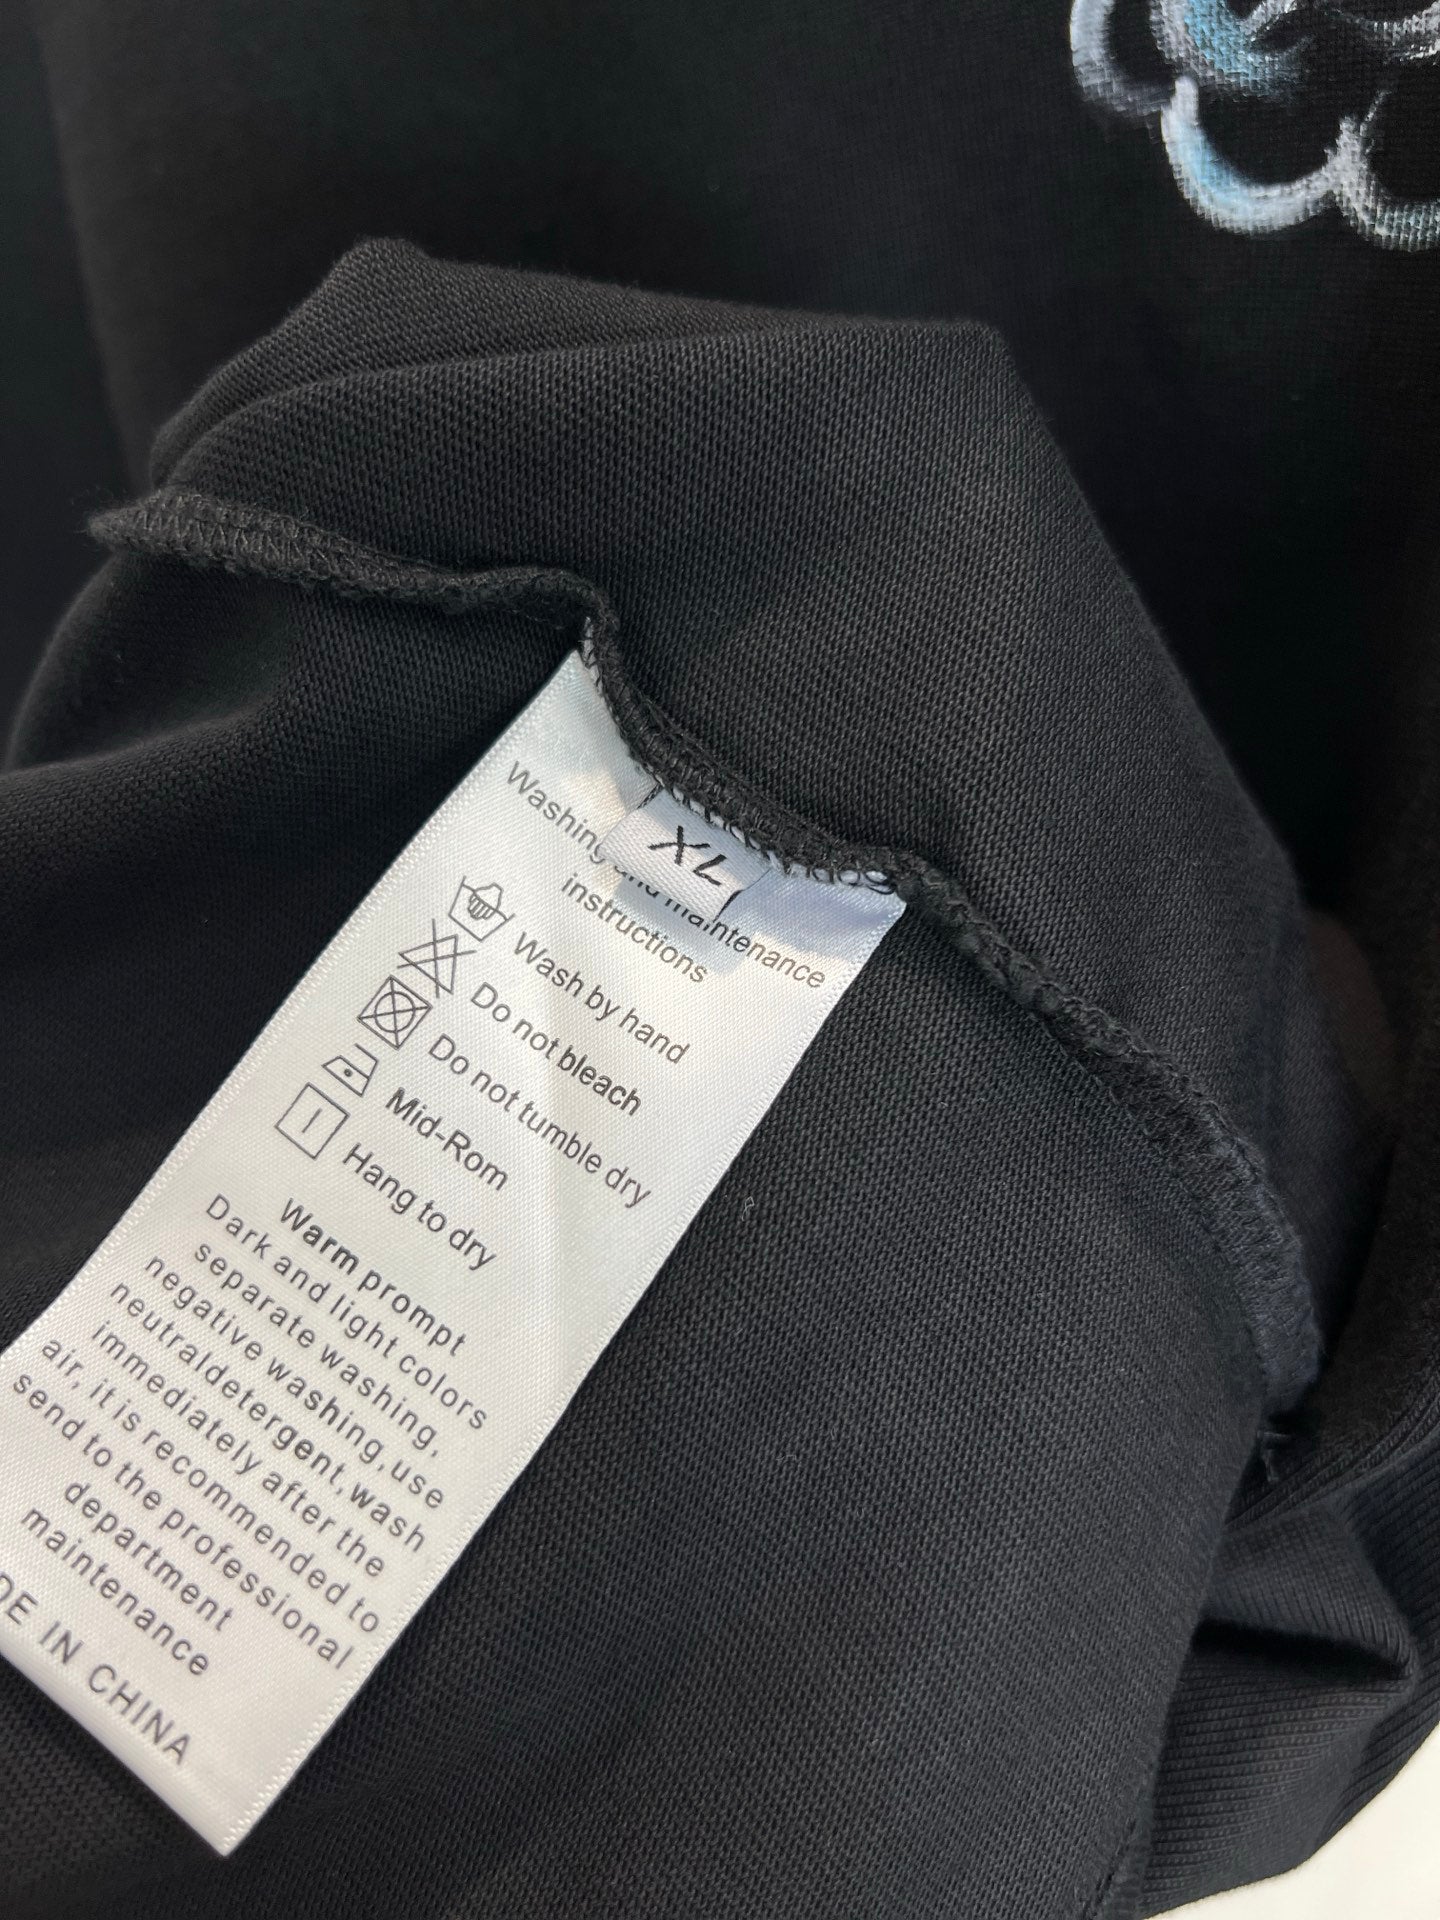 XL
Washing and maintenance
instructions
Wash by hand
Do not bleach
Do not tumble dry
Mid-Rom
Hang to dry
Warm prompt
Dark and light colors
separate washing,
negative washing,use
neutraldetergent,wash
immediately after the
air, it is recommended to
send to the professional
department
maintenance
DE IN CHINA